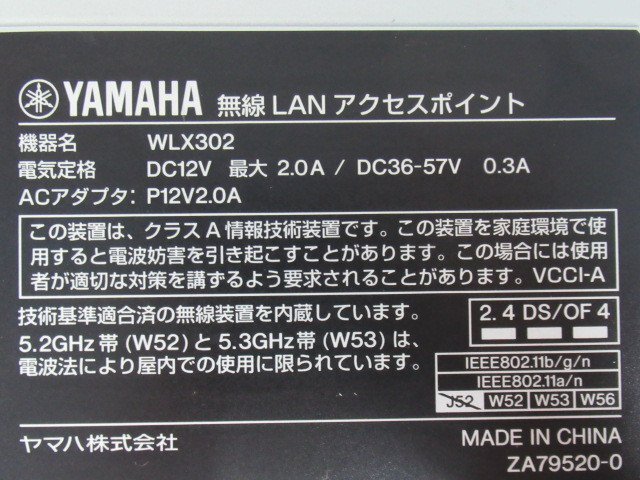 YAMAHA 無線LANアクセスポイント
機器名 WLX302
電気定格 DC12V 最大 2.0A / DC36-57V 0.3A
ACアダプタ: P12V2.0A
この装置は、クラスA情報技術装置です。この装置を家庭環境で使
用すると電波妨害を引き起こすことがあります。この場合には使用
者が適切な対策を講ずるよう要求されることがあります。VCCI-A
技術基準適合済の無線装置を内蔵しています。
5.2GHz帯(W52)と5.3GHz帯(W53)は、
電波法により屋内での使用に限られています。
2.4 DS/OF 4
IEEE802.11b/g/n
IEEE802.11a/n
J52 W52 W53 W56
ヤマハ株式会社
MADE IN CHINA
ZA79520-0